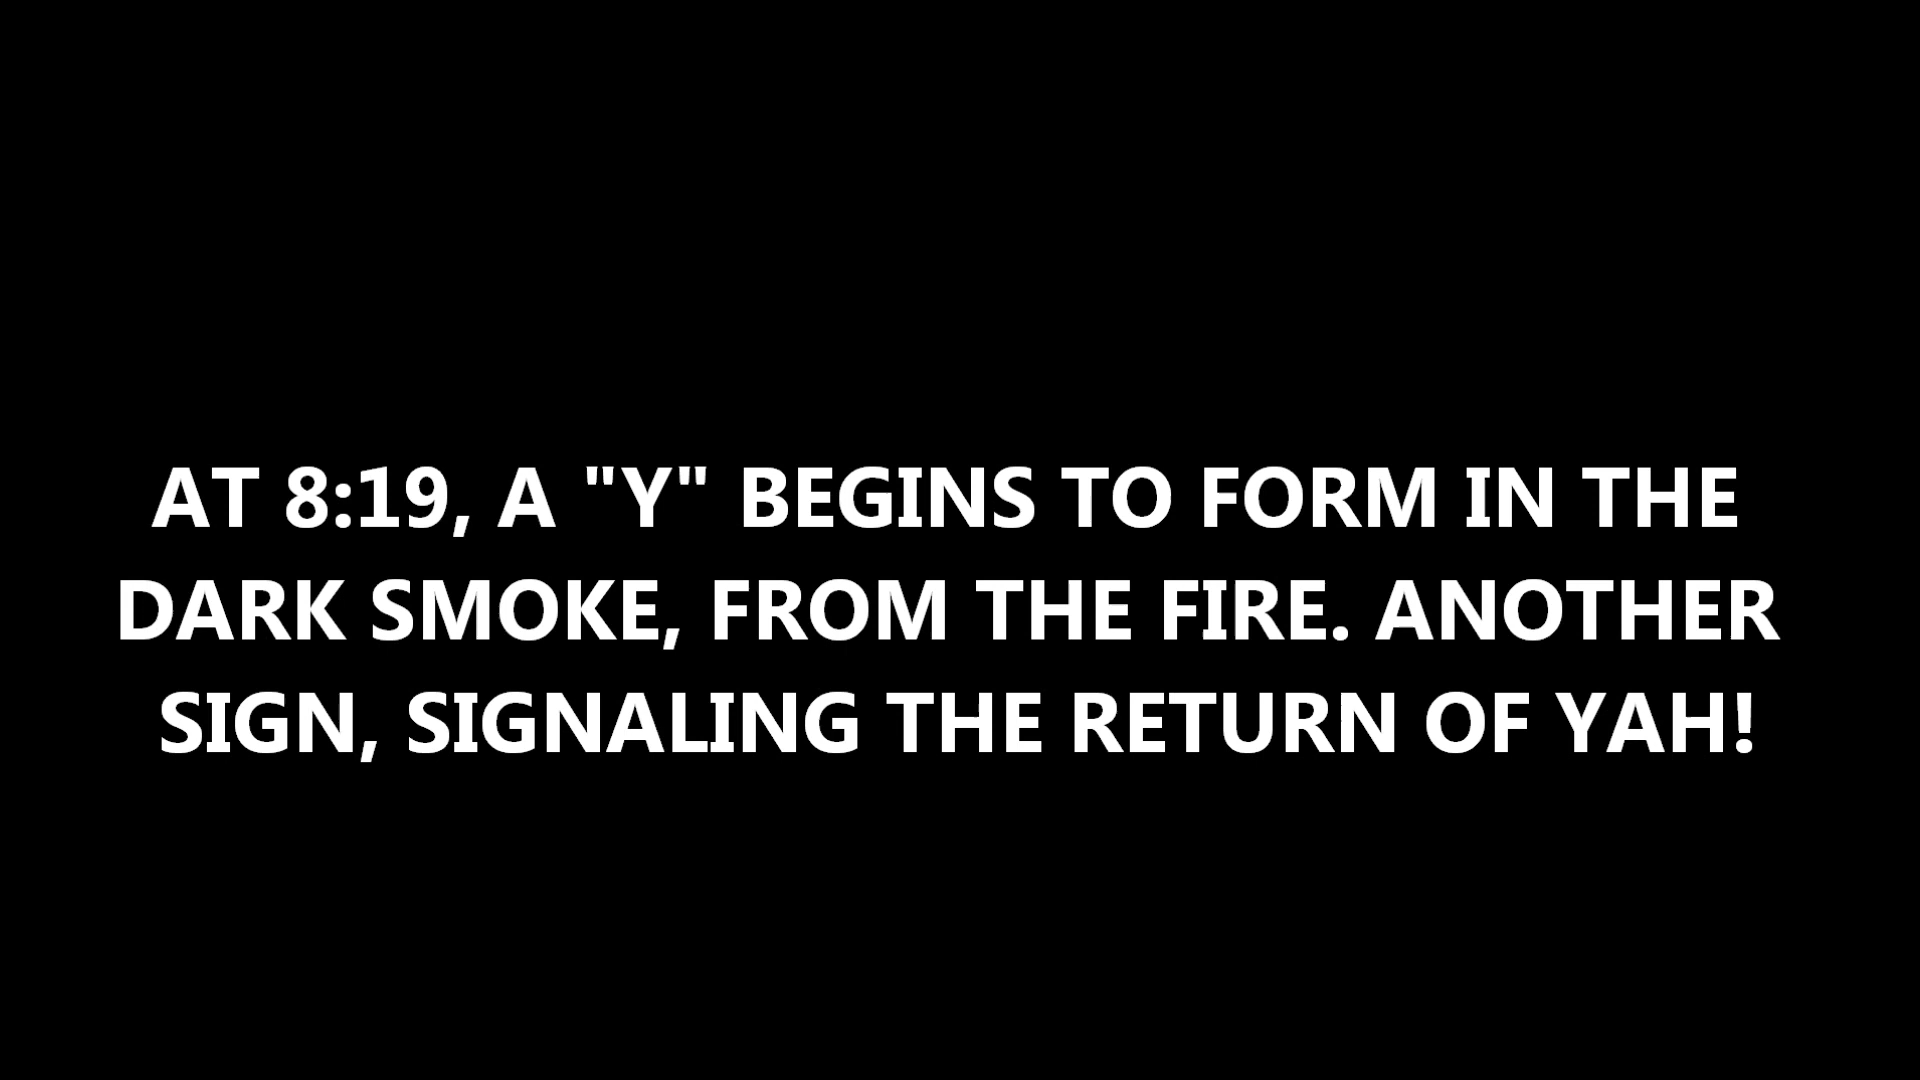 AT 8:19, A "Y" BEGINS TO FORM IN THE
DARK SMOKE, FROM THE FIRE. ANOTHER
SIGN, SIGNALING THE RETURN OF YAH!